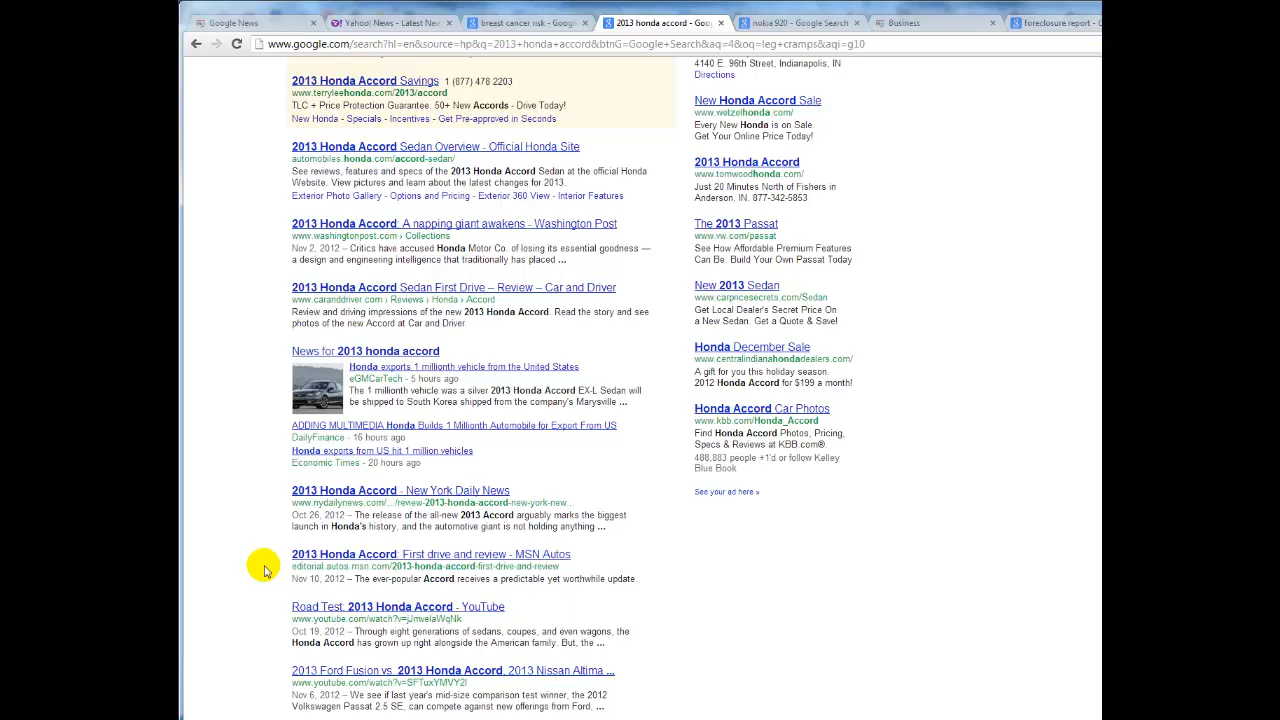 Google News
Yahoo! News - Latest New
breast cancer risk - Google
2013 honda accord - Goog
nokia 920 - Google Search
Business
foreclosure report - G
www.google.com/search?hl=en&source=hp&q=2013+honda+accord&btnG=Google+Search&aq=4&oq=leg+cramps&aqi=g10
2013 Honda Accord Savings 1 (877) 478 2203
www.terryleehonda.com/2013/accord
TLC + Price Protection Guarantee. 50+ New Accords - Drive Today!
New Honda - Specials - Incentives - Get Pre-approved in Seconds
2013 Honda Accord Sedan Overview - Official Honda Site
automobiles.honda.com/accord-sedan/
See reviews, features and specs of the 2013 Honda Accord Sedan at the official Honda
Website. View pictures and learn about the latest changes for 2013.
Exterior Photo Gallery - Options and Pricing - Exterior 360 View - Interior Features
2013 Honda Accord: A napping giant awakens - Washington Post
www.washingtonpost.com › Collections
Nov 2, 2012 – Critics have accused Honda Motor Co. of losing its essential goodness —
a design and engineering intelligence that traditionally has placed ...
2013 Honda Accord Sedan First Drive – Review – Car and Driver
www.caranddriver.com › Reviews › Honda › Accord
Review and driving impressions of the new 2013 Honda Accord. Read the story and see
photos of the new Accord at Car and Driver.
News for 2013 honda accord
Honda exports 1 millionth vehicle from the United States
eGMCarTech - 5 hours ago
The 1 millionth vehicle was a silver 2013 Honda Accord EX-L Sedan will
be shipped to South Korea shipped from the company's Marysville ...
ADDING MULTIMEDIA Honda Builds 1 Millionth Automobile for Export From US
DailyFinance - 16 hours ago
Honda exports from US hit 1 million vehicles
Economic Times - 20 hours ago
2013 Honda Accord - New York Daily News
www.nydailynews.com/.../review-2013-honda-accord-new-york-new...
Oct 26, 2012 – The release of the all-new 2013 Accord arguably marks the biggest
launch in Honda's history, and the automotive giant is not holding anything ...
2013 Honda Accord: First drive and review - MSN Autos
editorial.autos.msn.com/2013-honda-accord-first-drive-and-review
Nov 10, 2012 – The ever-popular Accord receives a predictable yet worthwhile update.
Road Test: 2013 Honda Accord - YouTube
www.youtube.com/watch?v=jJmvelaWqNk
Oct 19, 2012 – Through eight generations of sedans, coupes, and even wagons, the
Honda Accord has grown up right alongside the American family. But, the ...
2013 Ford Fusion vs. 2013 Honda Accord, 2013 Nissan Altima ...
www.youtube.com/watch?v=SFTuxYMVY2I
Nov 6, 2012 – We see if last year's mid-size comparison test winner, the 2012
Volkswagen Passat 2.5 SE, can compete against new offerings from Ford, ...
4140 E. 96th Street, Indianapolis, IN
Directions
New Honda Accord Sale
www.wetzelhonda.com/
Every New Honda is on Sale.
Get Your Online Price Today!
2013 Honda Accord
www.tomwoodhonda.com/
Just 20 Minutes North of Fishers in
Anderson, IN. 877-342-5853
The 2013 Passat
www.vw.com/passat
See How Affordable Premium Features
Can Be. Build Your Own Passat Today
New 2013 Sedan
www.carpricesecrets.com/Sedan
Get Local Dealer's Secret Price On
a New Sedan. Get a Quote & Save!
Honda December Sale
www.centralindianahondadealers.com/
A gift for you this holiday season.
2012 Honda Accord for $199 a month!
Honda Accord Car Photos
www.kbb.com/Honda_Accord
Find Honda Accord Photos, Pricing,
Specs & Reviews at KBB.com®.
488,883 people +1'd or follow Kelley
Blue Book
See your ad here »